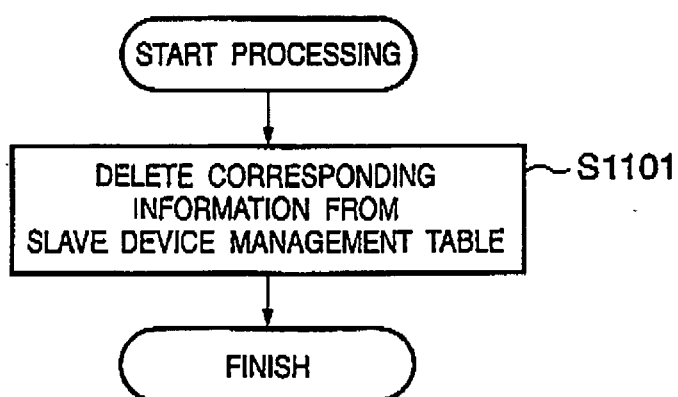 START PROCESSING
DELETE CORRESPONDING
INFORMATION FROM
SLAVE DEVICE MANAGEMENT TABLE
S1101
FINISH